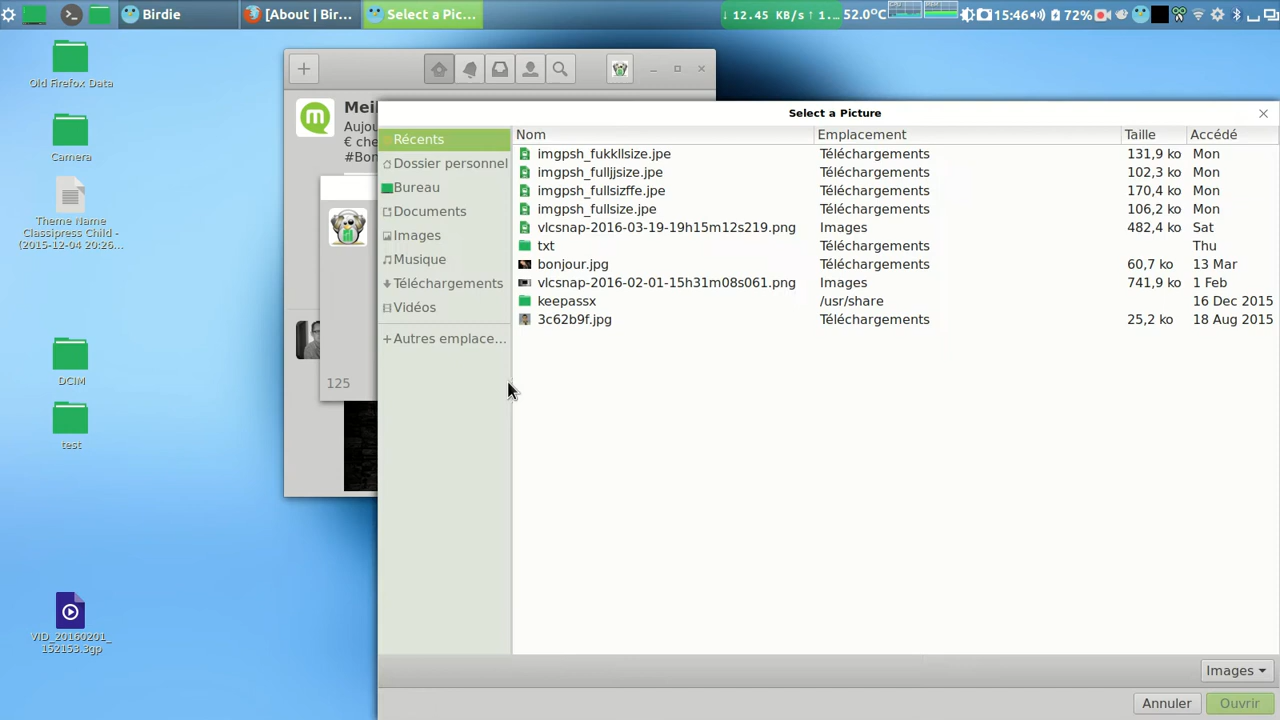 Birdie
[About | Bir...
Select a Pic...
↓ 12.45 KB/s ↑ 1...
52.0°C
15:46
72%
Old Firefox Data
Camera
Theme Name
Classipress Child -
(2015-12-04 20:26...
DCIM
test
VID_20160201_
152153.3gp
Meil
Aujou
€ che
#Bon
125
Select a Picture
Récents
Dossier personnel
Bureau
Documents
Images
Musique
Téléchargements
Vidéos
+ Autres emplace...
Nom Emplacement Taille Accédé
imgpsh_fukkllsize.jpe Téléchargements 131,9 ko Mon
imgpsh_fulljjsize.jpe Téléchargements 102,3 ko Mon
imgpsh_fullsizffe.jpe Téléchargements 170,4 ko Mon
imgpsh_fullsize.jpe Téléchargements 106,2 ko Mon
vlcsnap-2016-03-19-19h15m12s219.png Images 482,4 ko Sat
txt Téléchargements Thu
bonjour.jpg Téléchargements 60,7 ko 13 Mar
vlcsnap-2016-02-01-15h31m08s061.png Images 741,9 ko 1 Feb
keepassx /usr/share 16 Dec 2015
3c62b9f.jpg Téléchargements 25,2 ko 18 Aug 2015
Images
Annuler
Ouvrir